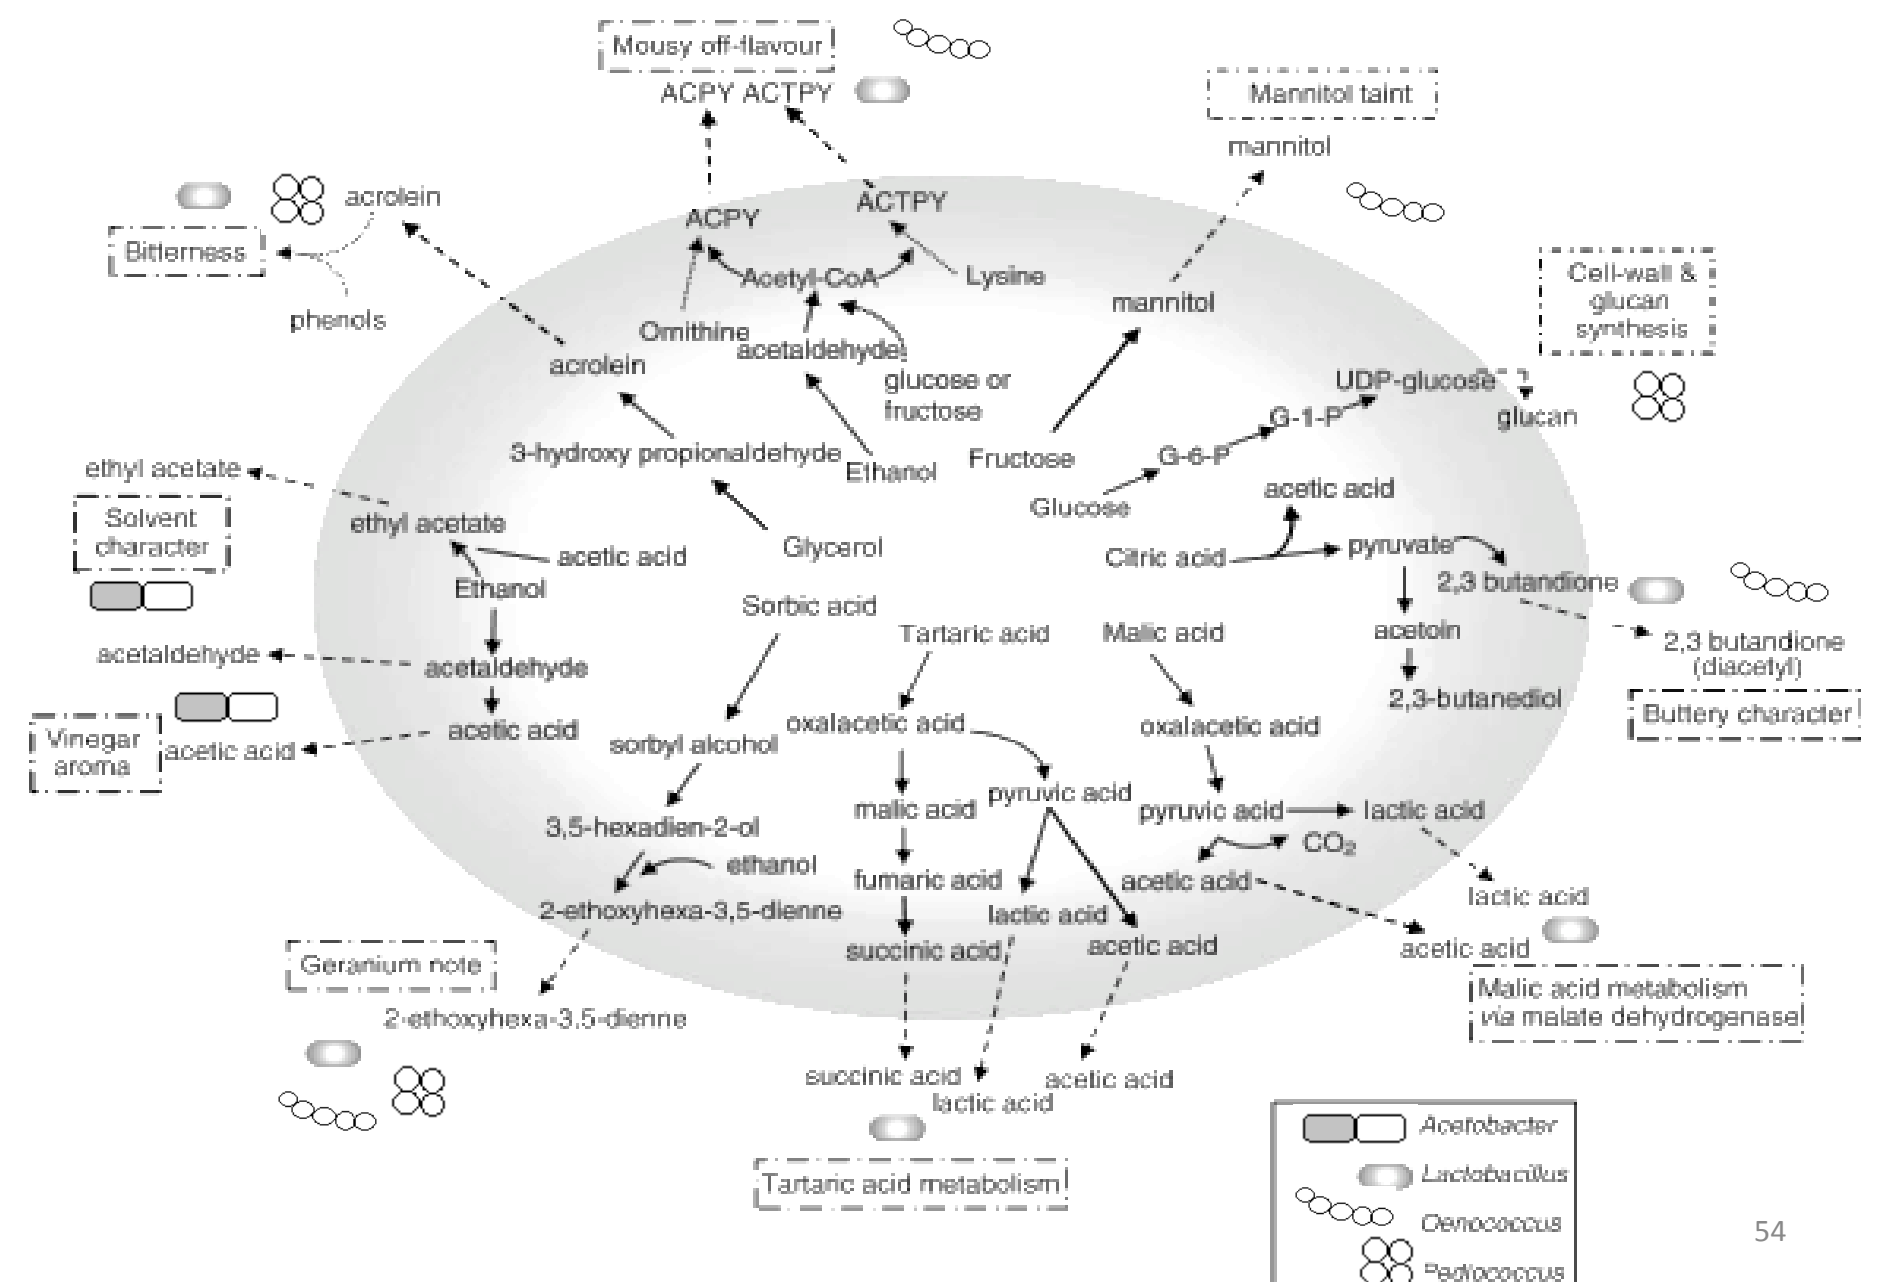 Mousy off-flavour
ACPY ACTPY
Mannitol taint
mannitol
acrolein
Bitterness
phenols
ACPY
ACTPY
Acetyl-CoA
Lysine
mannitol
Cell-wall &
glucan
synthesis
Ornithine
acetaldehyde
acrolein
glucose or
fructose
UDP-glucose
glucan
G-1-P
G-6-P
3-hydroxy propionaldehyde
Ethanol
Fructose
Glucose
ethyl acetate
Solvent
character
ethyl acetate
acetic acid
Ethanol
Glycerol
acetic acid
Citric acid
pyruvate
2,3 butandione
2,3 butandione
(diacetyl)
Buttery character
acetoin
2,3-butanediol
Sorbic acid
Tartaric acid
Malic acid
acetaldehyde
acetaldehyde
Vinegar
aroma
acetic acid
acetic acid
sorbyl alcohol
oxalacetic acid
oxalacetic acid
3,5-hexadien-2-ol
malic acid
pyruvic acid
pyruvic acid
lactic acid
CO₂
ethanol
fumaric acid
acetic acid
lactic acid
2-ethoxyhexa-3,5-dienne
lactic acid
succinic acid
acetic acid
acetic acid
Malic acid metabolism
via malate dehydrogenase
Geranium note
2-ethoxyhexa-3,5-dienne
succinic acid
lactic acid
acetic acid
Tartaric acid metabolism
Acetobacter
Lactobacillus
Oenococcus
Pediococcus
54